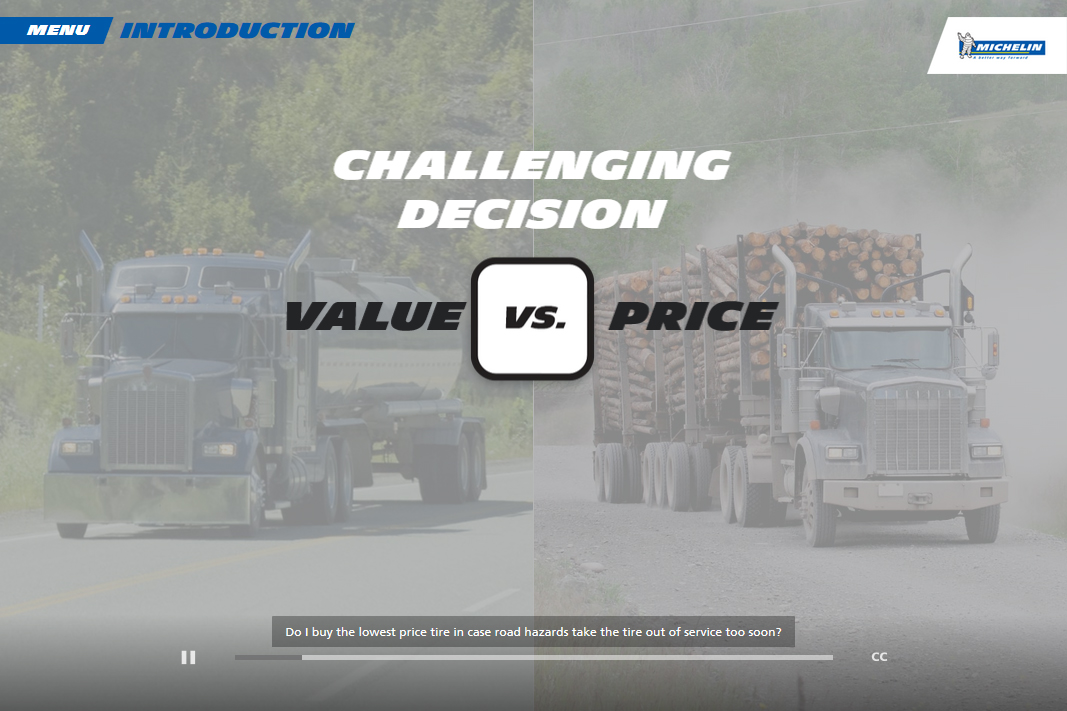 MENU
INTRODUCTION
MICHELIN
A better way forward
CHALLENGING
DECISION
VALUE VS. PRICE
Do I buy the lowest price tire in case road hazards take the tire out of service too soon?
CC